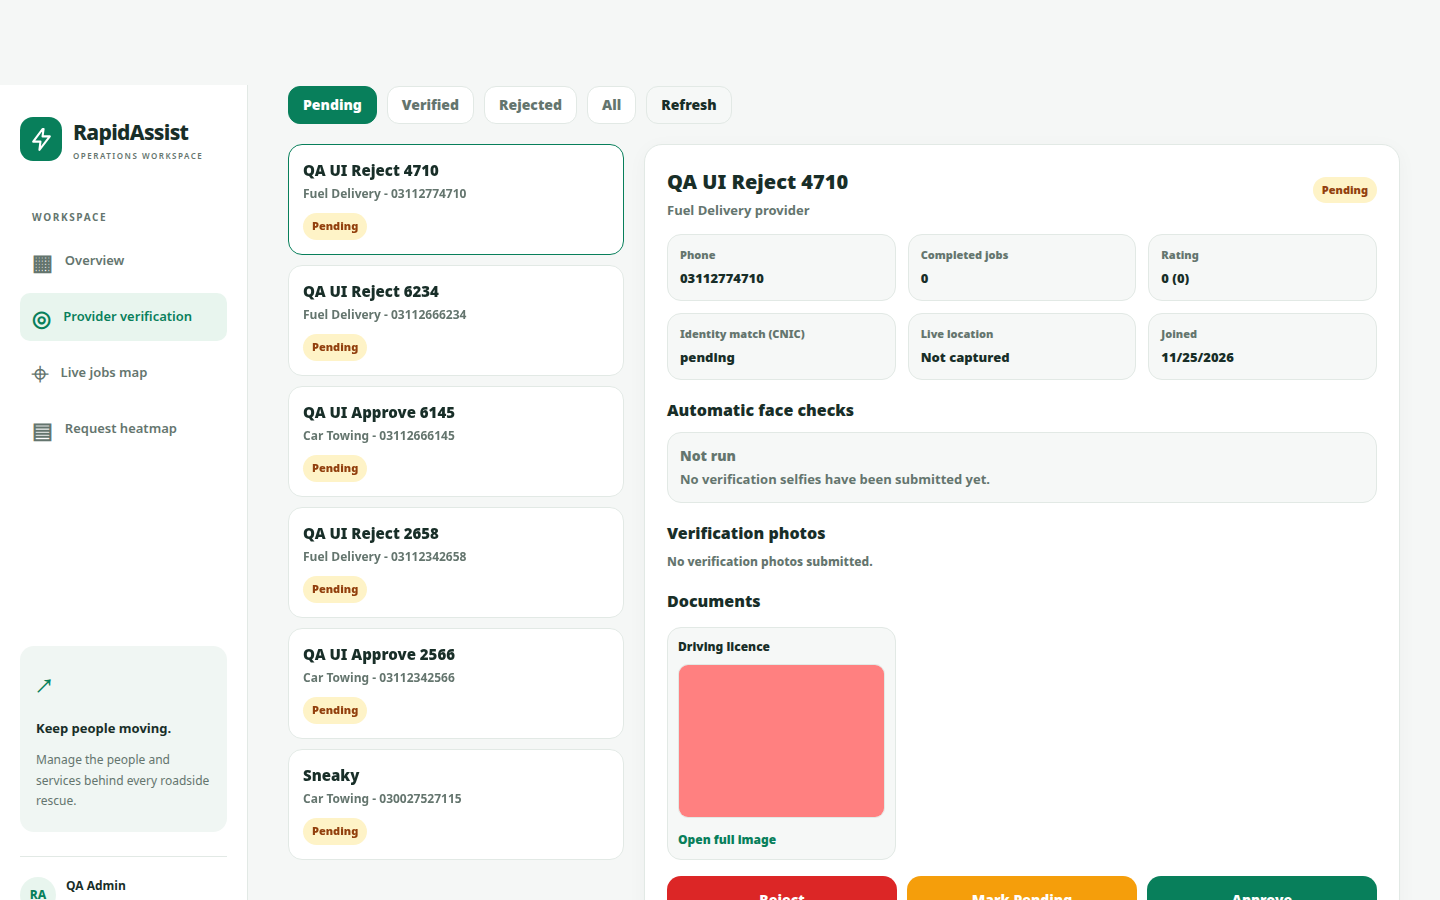 RapidAssist
OPERATIONS WORKSPACE
WORKSPACE
Overview
Provider verification
Live jobs map
Request heatmap
Keep people moving.
Manage the people and
services behind every roadside
rescue.
RA
QA Admin
Pending
Verified
Rejected
All
Refresh
QA UI Reject 4710
Fuel Delivery - 03112774710
Pending
QA UI Reject 6234
Fuel Delivery - 03112666234
Pending
QA UI Approve 6145
Car Towing - 03112666145
Pending
QA UI Reject 2658
Fuel Delivery - 03112342658
Pending
QA UI Approve 2566
Car Towing - 03112342566
Pending
Sneaky
Car Towing - 030027527115
Pending
QA UI Reject 4710
Fuel Delivery provider
Pending
Phone
03112774710
Completed jobs
0
Rating
0 (0)
Identity match (CNIC)
pending
Live location
Not captured
Joined
11/25/2026
Automatic face checks
Not run
No verification selfies have been submitted yet.
Verification photos
No verification photos submitted.
Documents
Driving licence
Open full image
Reject
Mark Pending
Approve